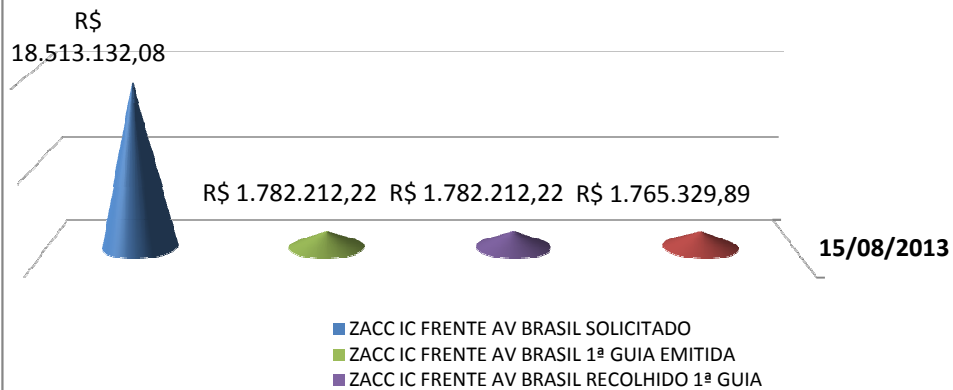 R$
18.513.132,08
R$ 1.782.212,22 R$ 1.782.212,22 R$ 1.765.329,89
15/08/2013
ZACC IC FRENTE AV BRASIL SOLICITADO
ZACC IC FRENTE AV BRASIL 1ª GUIA EMITIDA
ZACC IC FRENTE AV BRASIL RECOLHIDO 1ª GUIA